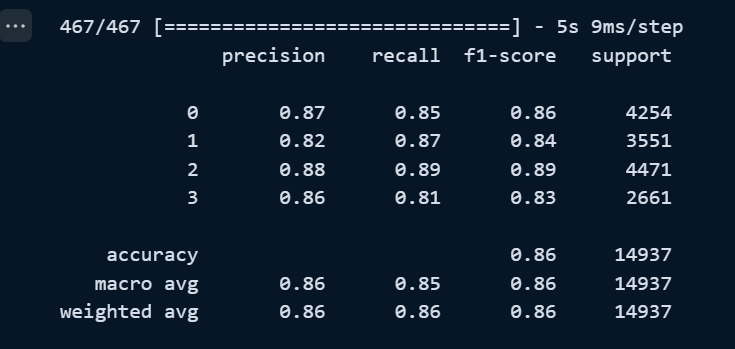 467/467 [==============================] - 5s 9ms/step
precision recall f1-score support
0 0.87 0.85 0.86 4254
1 0.82 0.87 0.84 3551
2 0.88 0.89 0.89 4471
3 0.86 0.81 0.83 2661
accuracy 0.86 14937
macro avg 0.86 0.85 0.86 14937
weighted avg 0.86 0.86 0.86 14937